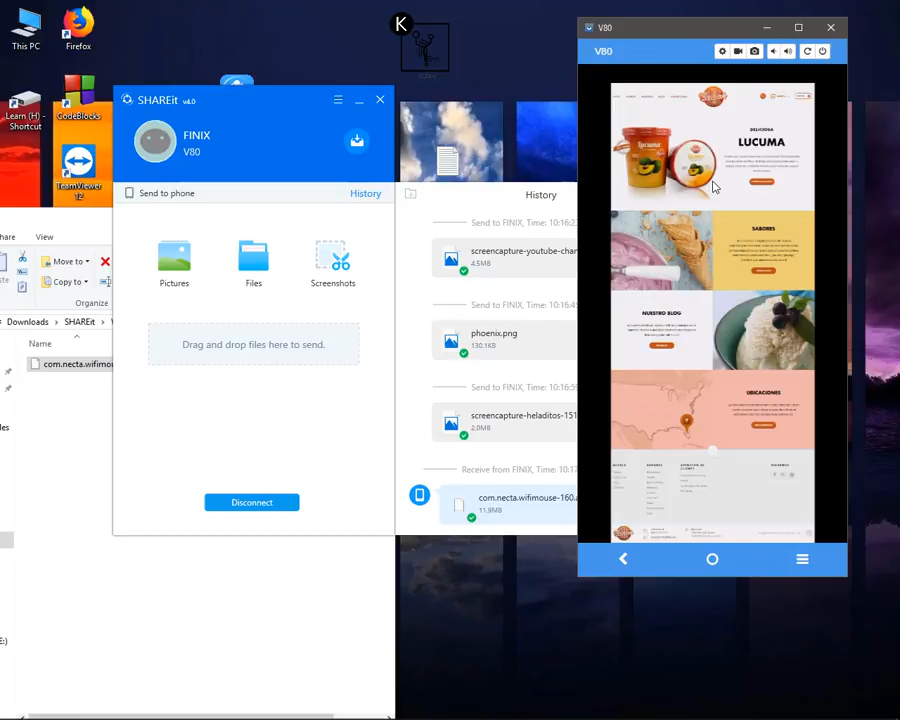 This PC
Firefox
Learn (H) -
Shortcut
CodeBlocks
TeamViewer
12
K
SHAREit v4.0
FINIX
V80
Send to phone
History
Pictures
Files
Screenshots
Drag and drop files here to send.
Disconnect
hare
View
Move to
Copy to
Organize
Downloads
SHAREit
Name
com.necta.wifimou
History
Send to FINIX, Time: 10:16:2
screencapture-youtube-chan
4.5MB
Send to FINIX, Time: 10:16:4
phoenix.png
130.1KB
Send to FINIX, Time: 10:16:5
screencapture-heladitos-151
2.0MB
Receive from FINIX, Time: 10:1
com.necta.wifimouse-160.a
11.9MB
V80
V80
DELICIOSA
LUCUMA
SABORES
NUESTRO BLOG
UBICACIONES